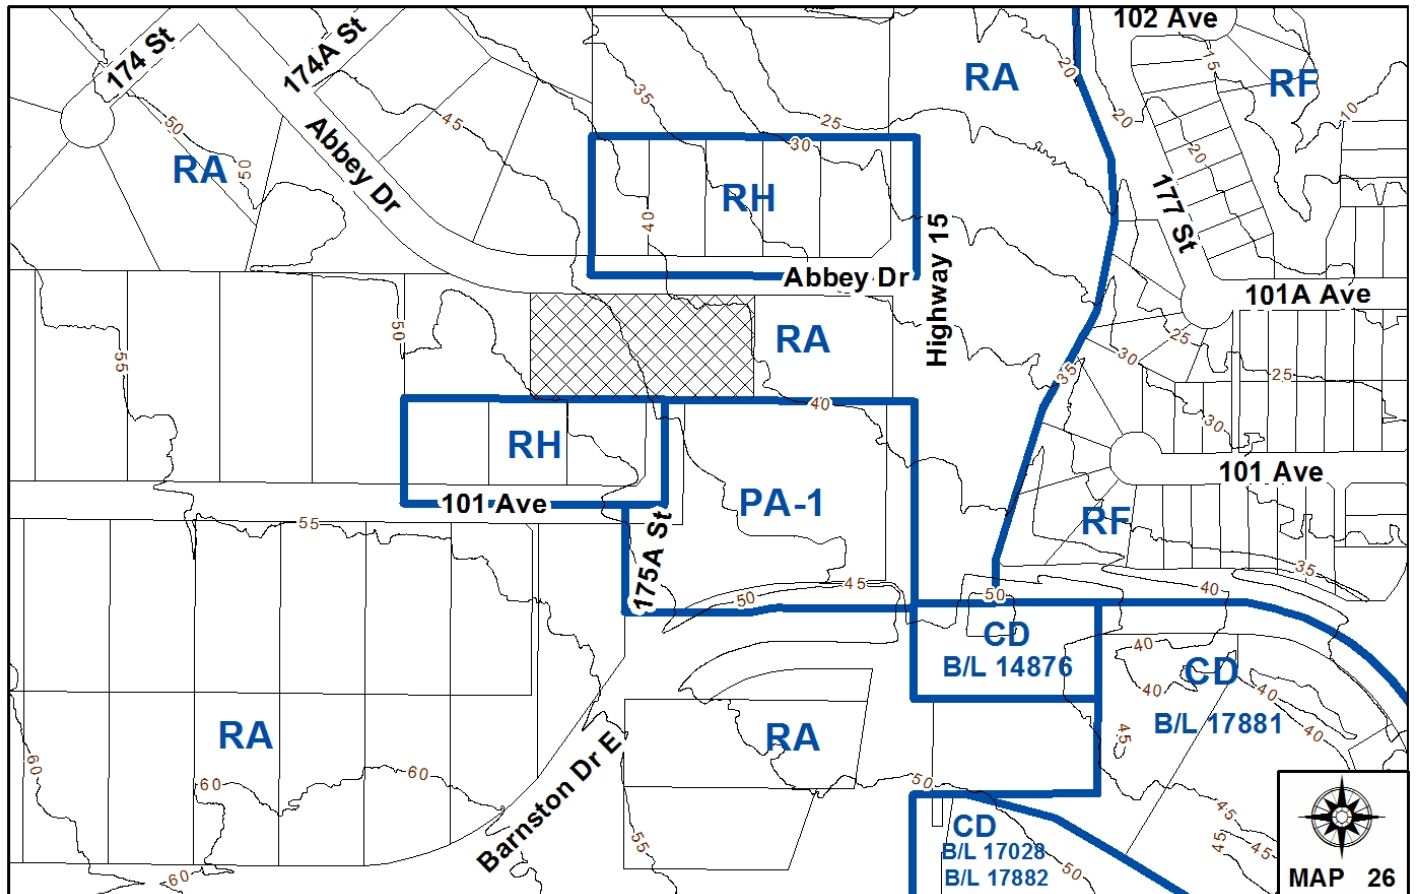 102 Ave
174 St
174A St
15
20
RA
RF
35
10
45
50
25
20
Abbey Dr
30
20
RA
50
RH
177 St
40
Highway 15
Abbey Dr
101A Ave
50
25
RA
55
30
35
25
40
30
RH
101 Ave
PA-1
101 Ave
RF
55
175A St
35
45
40
50
50
CD
40
B/L 14876
CD
40
40
B/L 17881
RA
RA
45
40
60
60
60
50
Barnston Dr E
45
CD
55
45
45
B/L 17028
50
B/L 17882
60
MAP 26